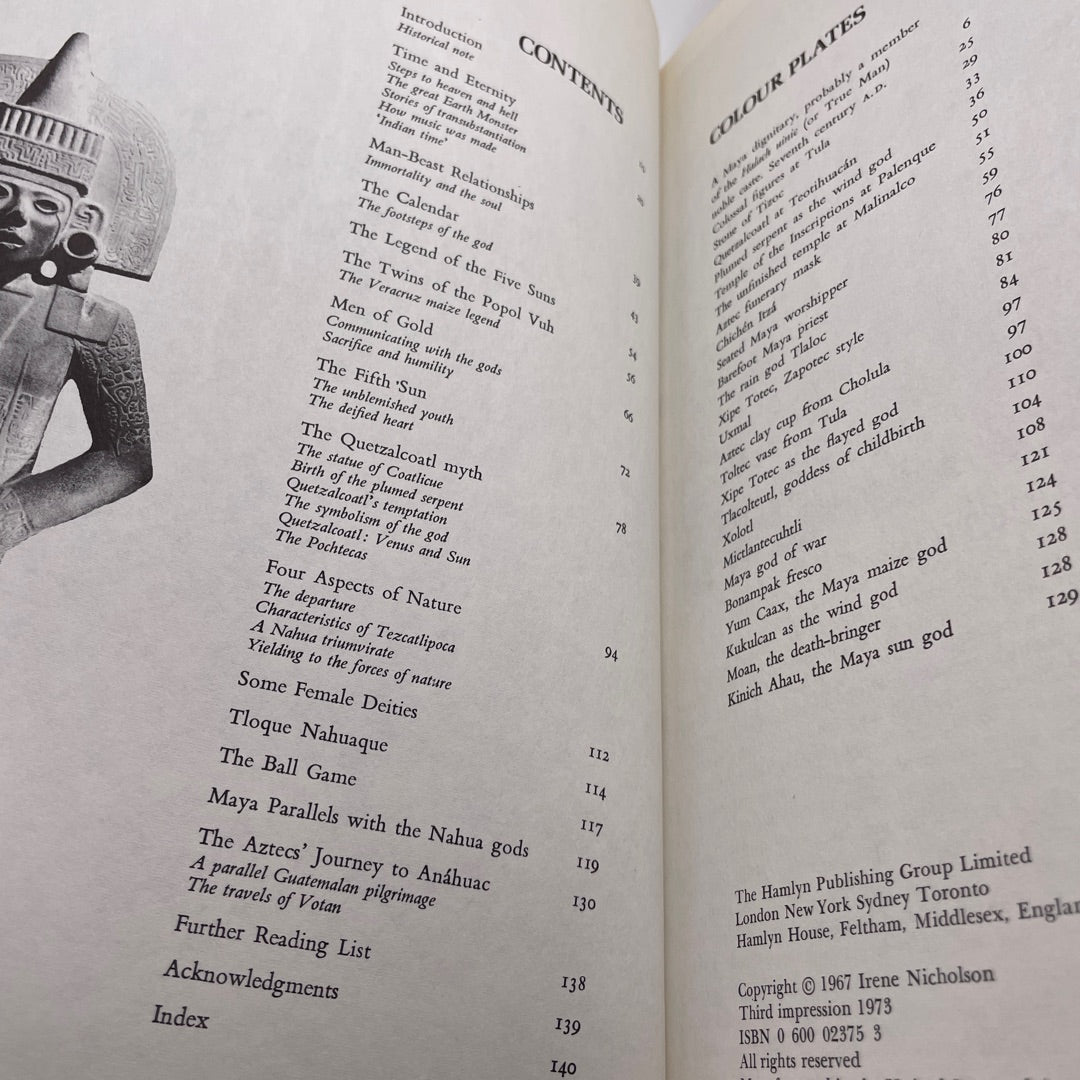 CONTENTS
Introduction
Historical note
Time and Eternity
Steps to heaven and hell
The great Earth Monster
Stories of transubstantiation
How music was made
'Indian time'
Man-Beast Relationships 39
Immortality and the soul
The Calendar 43
The footsteps of the god
The Legend of the Five Suns 54
The Twins of the Popol Vuh 56
The Veracruz maize legend
Men of Gold 66
Communicating with the gods
Sacrifice and humility
The Fifth Sun 72
The unblemished youth
The deified heart
The Quetzalcoatl myth 78
The statue of Coatlicue
Birth of the plumed serpent
Quetzalcoatl's temptation
The symbolism of the god
Quetzalcoatl: Venus and Sun
The Pochtecas
Four Aspects of Nature 94
The departure
Characteristics of Tezcatlipoca
A Nahua triumvirate
Yielding to the forces of nature
Some Female Deities 112
Tloque Nahuaque 114
The Ball Game 117
Maya Parallels with the Nahua gods 119
The Aztecs' Journey to Anáhuac 130
A parallel Guatemalan pilgrimage
The travels of Votan
Further Reading List 138
Acknowledgments 139
Index 140
COLOUR PLATES
A Maya dignitary, probably a member
of the Halach uinic (or True Man)
noble caste. Seventh century A.D. 6
Colossal figures at Tula 25
Stone of Tizoc 29
Quetzalcoatl at Teotihuacán 33
Plumed serpent as the wind god 36
Temple of the Inscriptions at Palenque 50
The unfinished temple at Malinalco 51
Aztec funerary mask 55
Chichén Itzá 59
Seated Maya worshipper 76
Barefoot Maya priest 77
The rain god Tlaloc 80
Xipe Totec, Zapotec style 81
Uxmal 84
Aztec clay cup from Cholula 97
Toltec vase from Tula 97
Xipe Totec as the flayed god 100
Tlacolteutl, goddess of childbirth 110
Xolotl 104
Mictlantecuhtli 108
Maya god of war 121
Bonampak fresco 124
Yum Caax, the Maya maize god 125
Kukulcan as the wind god 128
Moan, the death-bringer 128
Kinich Ahau, the Maya sun god 129
The Hamlyn Publishing Group Limited
London New York Sydney Toronto
Hamlyn House, Feltham, Middlesex, Englan
Copyright © 1967 Irene Nicholson
Third impression 1973
ISBN 0 600 02375 3
All rights reserved